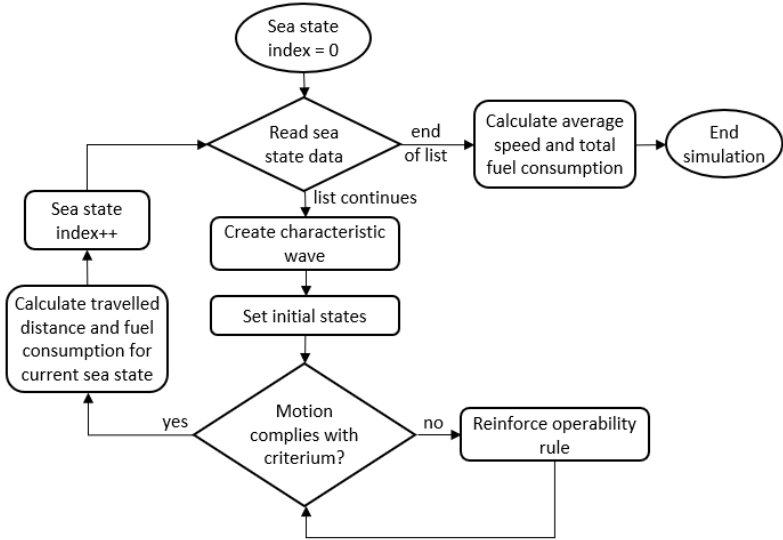 Sea state
index = 0
Read sea
state data
end
of list
Calculate average
speed and total
fuel consumption
End
simulation
list continues
Sea state
index++
Create characteristic
wave
Calculate travelled
distance and fuel
consumption for
current sea state
Set initial states
Motion
complies with
criterium?
yes
no
Reinforce operability
rule